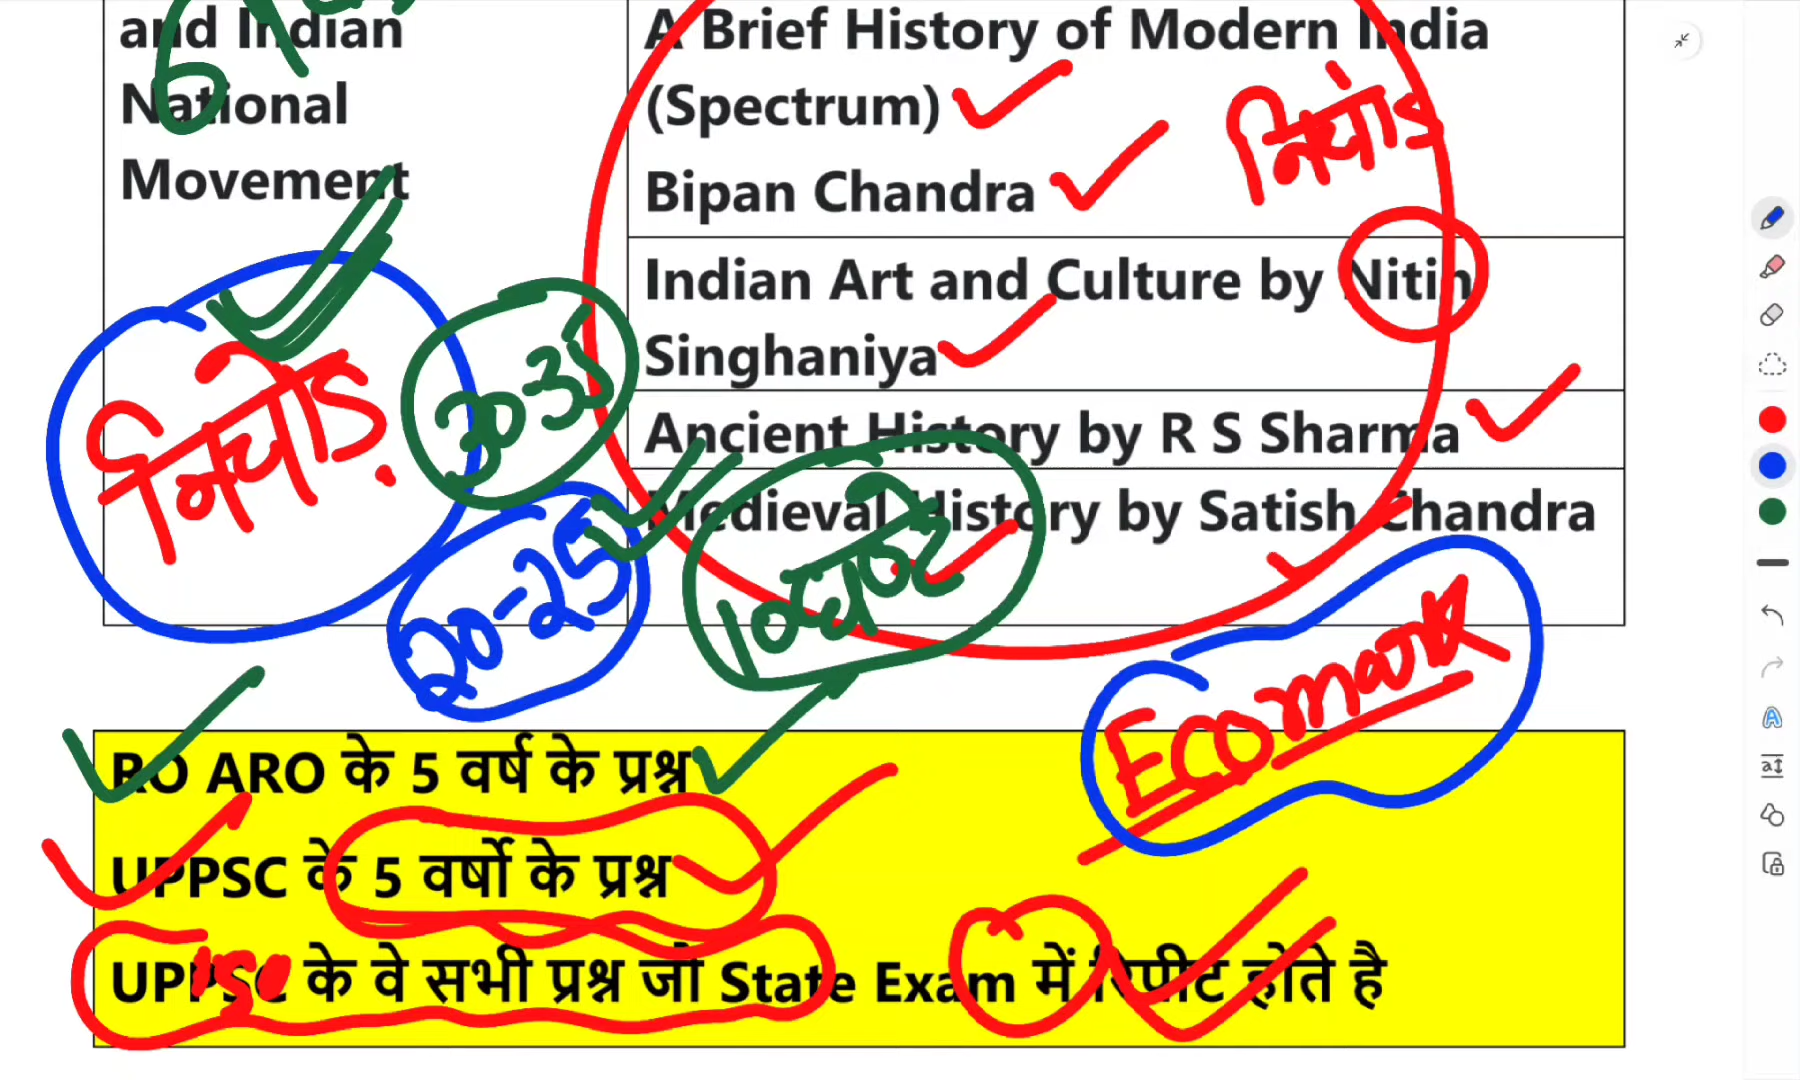 and Indian
National
Movement
A Brief History of Modern India
(Spectrum)
Bipan Chandra
निचोड़
Indian Art and Culture by Nitin
Singhaniya
Ancient History by R S Sharma
Medieval History by Satish Chandra
निचोड़.
30-35
20-25
Ecomark
RO ARO के 5 वर्ष के प्रश्न
UPPSC के 5 वर्षो के प्रश्न
UPPSC के वे सभी प्रश्न जो State Exam में रिपीट होते है